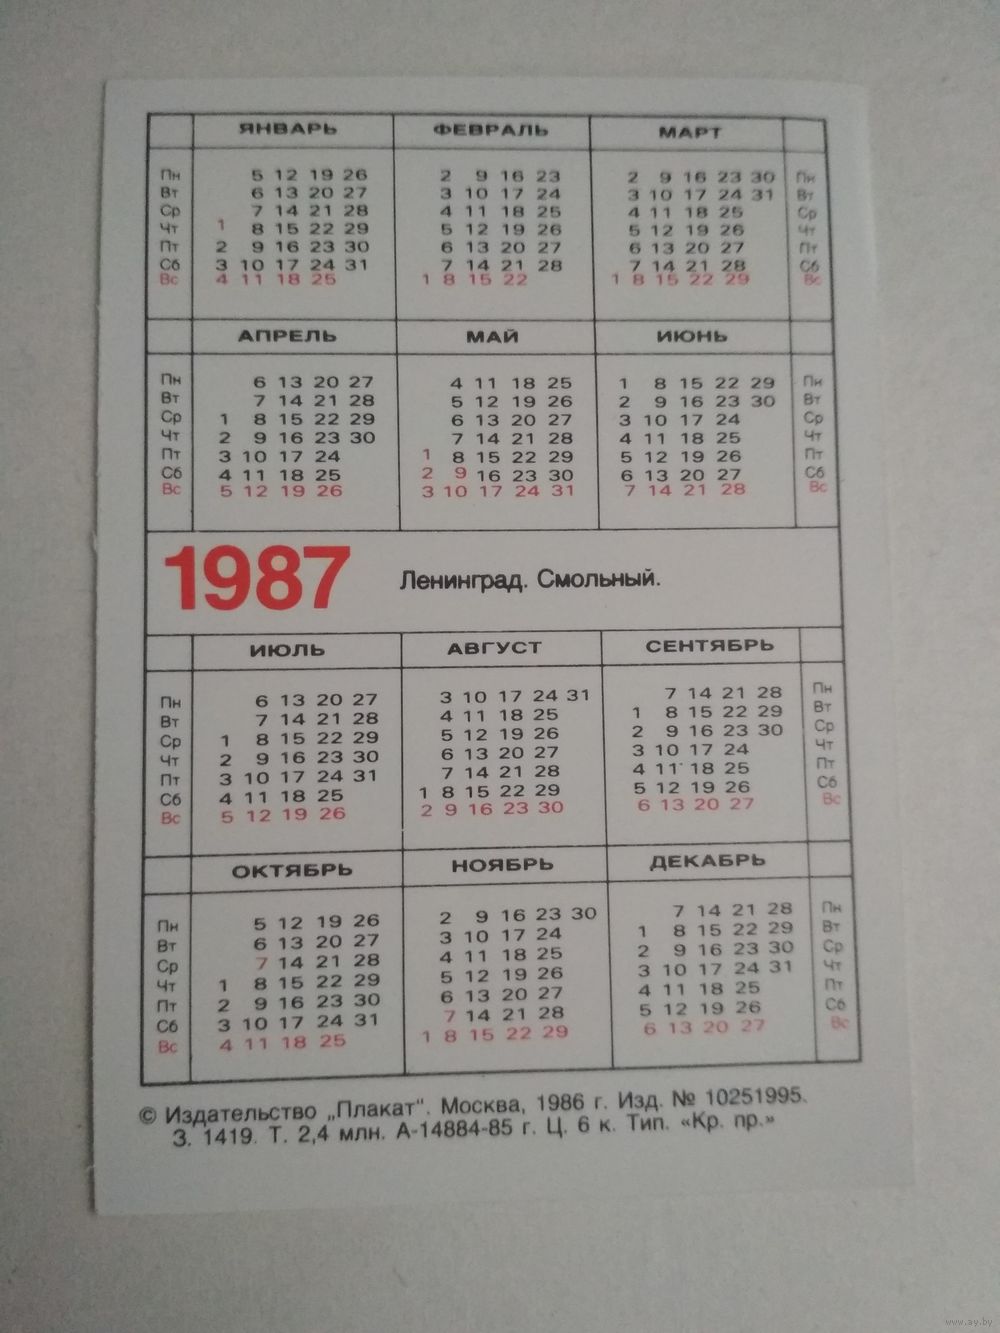 ЯНВАРЬ ФЕВРАЛЬ МАРТ
Пн 5 12 19 26 2 9 16 23 2 9 16 23 30 Пн
Вт 6 13 20 27 3 10 17 24 3 10 17 24 31 Вт
Ср 7 14 21 28 4 11 18 25 4 11 18 25 Ср
Чт 1 8 15 22 29 5 12 19 26 5 12 19 26 Чт
Пт 2 9 16 23 30 6 13 20 27 6 13 20 27 Пт
Сб 3 10 17 24 31 7 14 21 28 7 14 21 28 Сб
Вс 4 11 18 25 1 8 15 22 1 8 15 22 29 Вс
АПРЕЛЬ МАЙ ИЮНЬ
Пн 6 13 20 27 4 11 18 25 1 8 15 22 29 Пн
Вт 7 14 21 28 5 12 19 26 2 9 16 23 30 Вт
Ср 1 8 15 22 29 6 13 20 27 3 10 17 24 Ср
Чт 2 9 16 23 30 7 14 21 28 4 11 18 25 Чт
Пт 3 10 17 24 1 8 15 22 29 5 12 19 26 Пт
Сб 4 11 18 25 2 9 16 23 30 6 13 20 27 Сб
Вс 5 12 19 26 3 10 17 24 31 7 14 21 28 Вс
1987 Ленинград. Смольный.
ИЮЛЬ АВГУСТ СЕНТЯБРЬ
Пн 6 13 20 27 3 10 17 24 31 7 14 21 28 Пн
Вт 7 14 21 28 4 11 18 25 1 8 15 22 29 Вт
Ср 1 8 15 22 29 5 12 19 26 2 9 16 23 30 Ср
Чт 2 9 16 23 30 6 13 20 27 3 10 17 24 Чт
Пт 3 10 17 24 31 7 14 21 28 4 11 18 25 Пт
Сб 4 11 18 25 1 8 15 22 29 5 12 19 26 Сб
Вс 5 12 19 26 2 9 16 23 30 6 13 20 27 Вс
ОКТЯБРЬ НОЯБРЬ ДЕКАБРЬ
Пн 5 12 19 26 2 9 16 23 30 7 14 21 28 Пн
Вт 6 13 20 27 3 10 17 24 1 8 15 22 29 Вт
Ср 7 14 21 28 4 11 18 25 2 9 16 23 30 Ср
Чт 1 8 15 22 29 5 12 19 26 3 10 17 24 31 Чт
Пт 2 9 16 23 30 6 13 20 27 4 11 18 25 Пт
Сб 3 10 17 24 31 7 14 21 28 5 12 19 26 Сб
Вс 4 11 18 25 1 8 15 22 29 6 13 20 27 Вс
© Издательство „Плакат“. Москва, 1986 г. Изд. № 10251995.
З. 1419. Т. 2,4 млн. А-14884-85 г. Ц. 6 к. Тип. «Кр. пр.»
www.ay.by